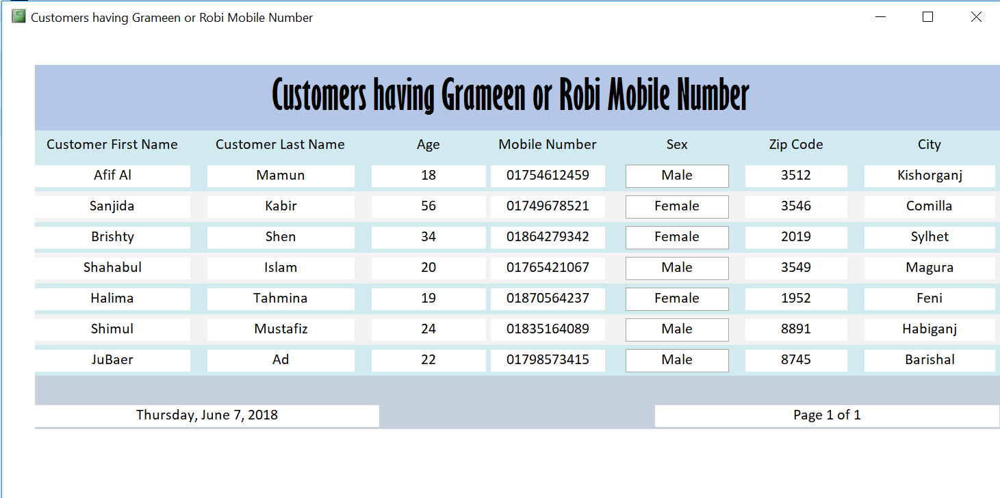 Customers having Grameen or Robi Mobile Number
Customers having Grameen or Robi Mobile Number
Customer First Name Customer Last Name Age Mobile Number Sex Zip Code City
Afif Al Mamun 18 01754612459 Male 3512 Kishorganj
Sanjida Kabir 56 01749678521 Female 3546 Comilla
Brishty Shen 34 01864279342 Female 2019 Sylhet
Shahabul Islam 20 01765421067 Male 3549 Magura
Halima Tahmina 19 01870564237 Female 1952 Feni
Shimul Mustafiz 24 01835164089 Male 8891 Habiganj
JuBaer Ad 22 01798573415 Male 8745 Barishal
Thursday, June 7, 2018 Page 1 of 1